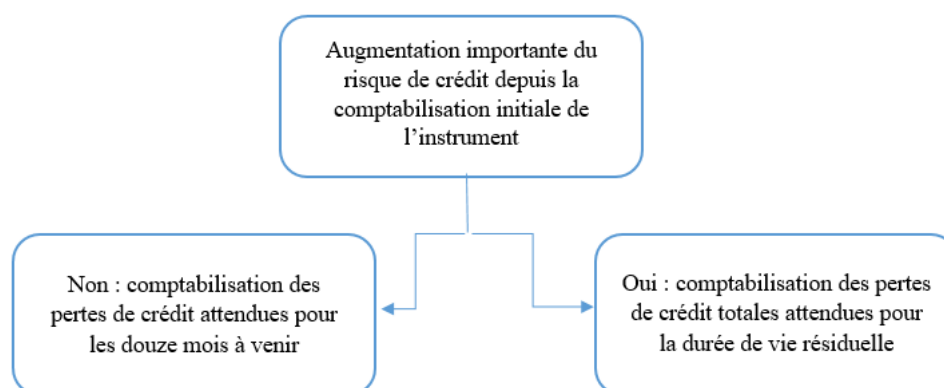 Augmentation importante du
risque de crédit depuis la
comptabilisation initiale de
l’instrument
Non : comptabilisation des
pertes de crédit attendues pour
les douze mois à venir
Oui : comptabilisation des pertes
de crédit totales attendues pour
la durée de vie résiduelle